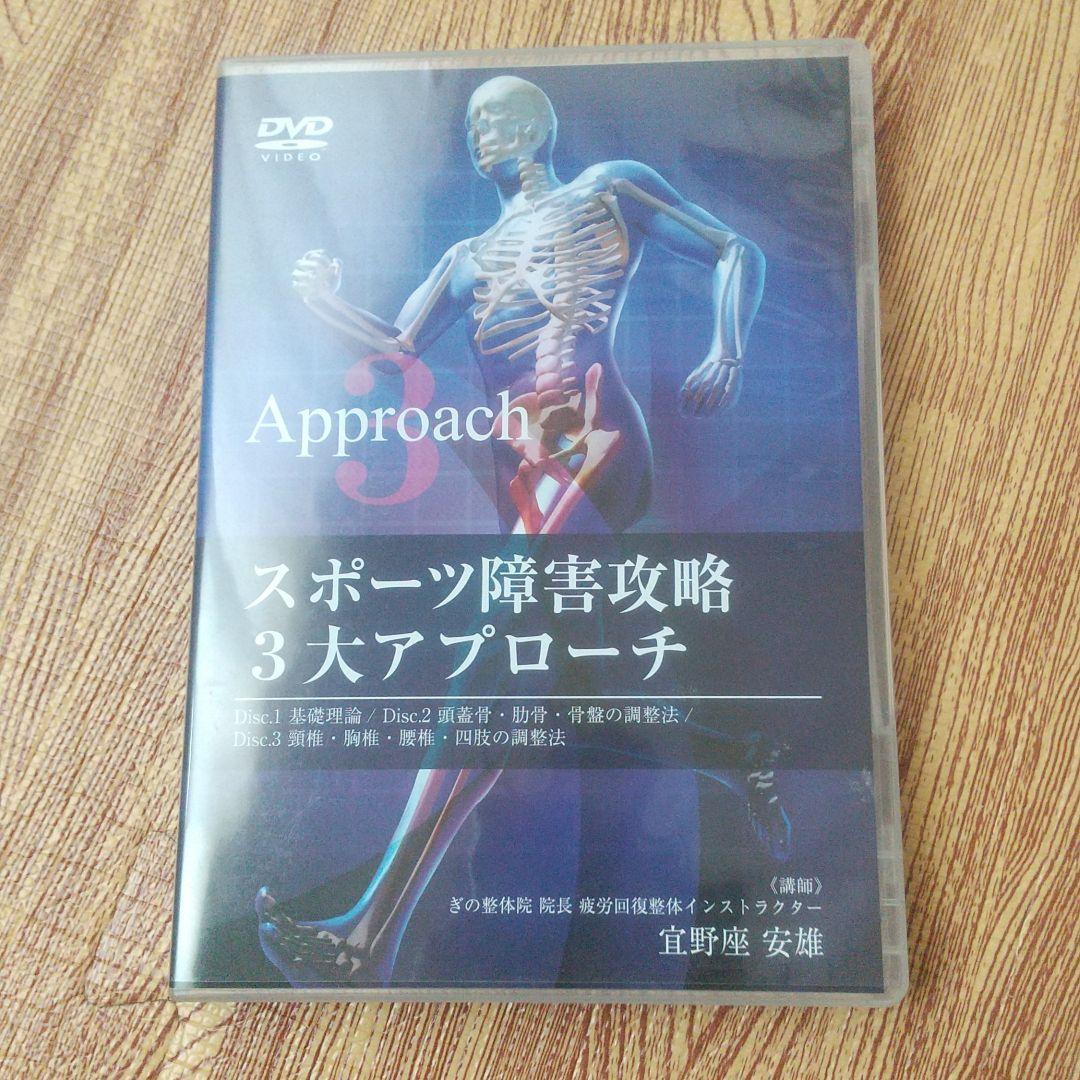 DVD
VIDEO
3
Approach
スポーツ障害攻略
3大アプローチ
Disc.1 基礎理論 / Disc.2 頭蓋骨・肋骨・骨盤の調整法 /
Disc.3 頸椎・胸椎・腰椎・四肢の調整法
《講師》
ぎの整体院 院長 疲労回復整体インストラクター
宜野座 安雄